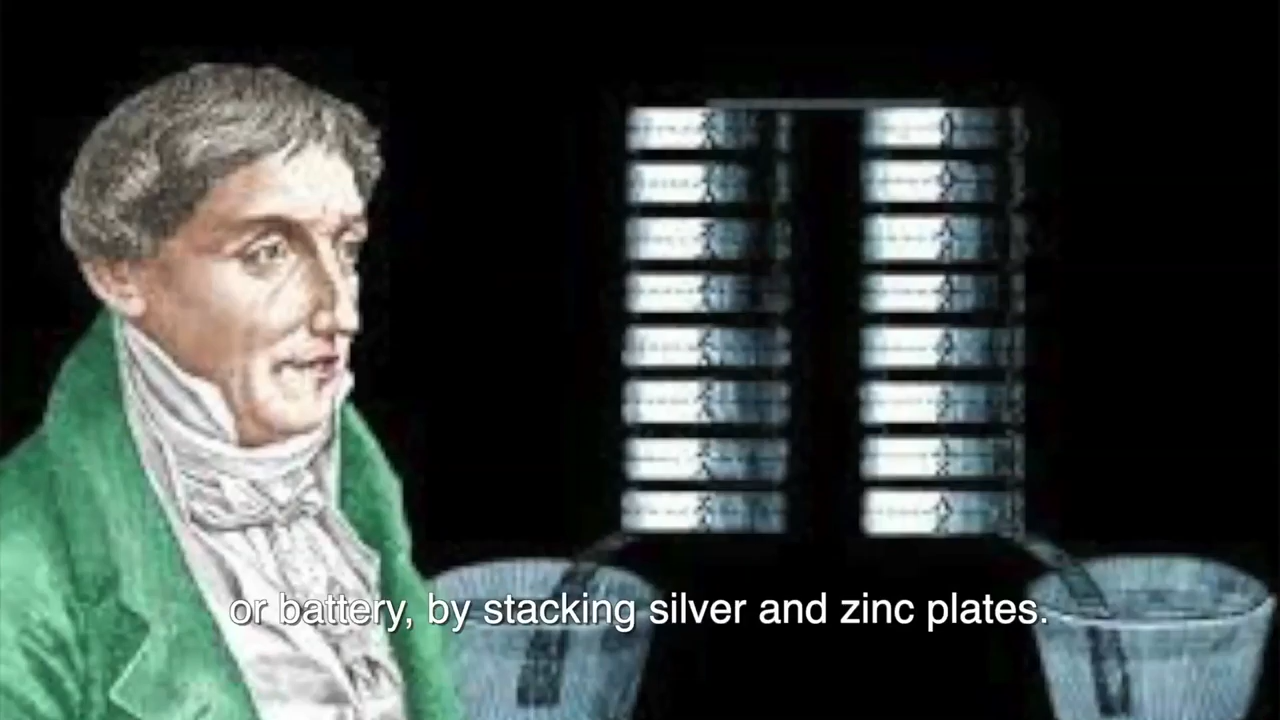 or battery, by stacking silver and zinc plates.